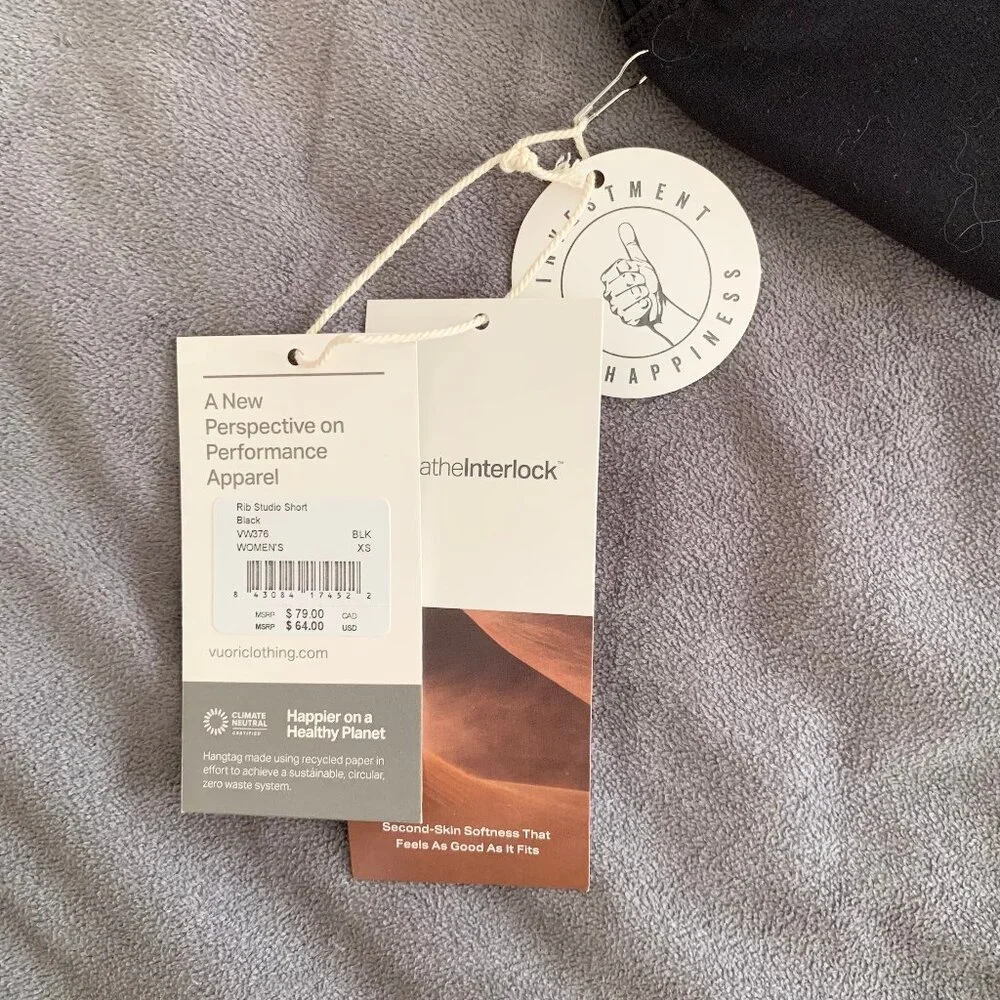 INVESTMENT
HAPPINESS
A New
Perspective on
Performance
Apparel
Rib Studio Short
Black
VW376 BLK
WOMEN'S XS
8 43084 17452 2
MSRP $ 79.00 CAD
MSRP $ 64.00 USD
vuoriclothing.com
CLIMATE
NEUTRAL
CERTIFIED
Happier on a
Healthy Planet
Hangtag made using recycled paper in
effort to achieve a sustainable, circular,
zero waste system.
atheInterlock™
Second-Skin Softness That
Feels As Good As It Fits